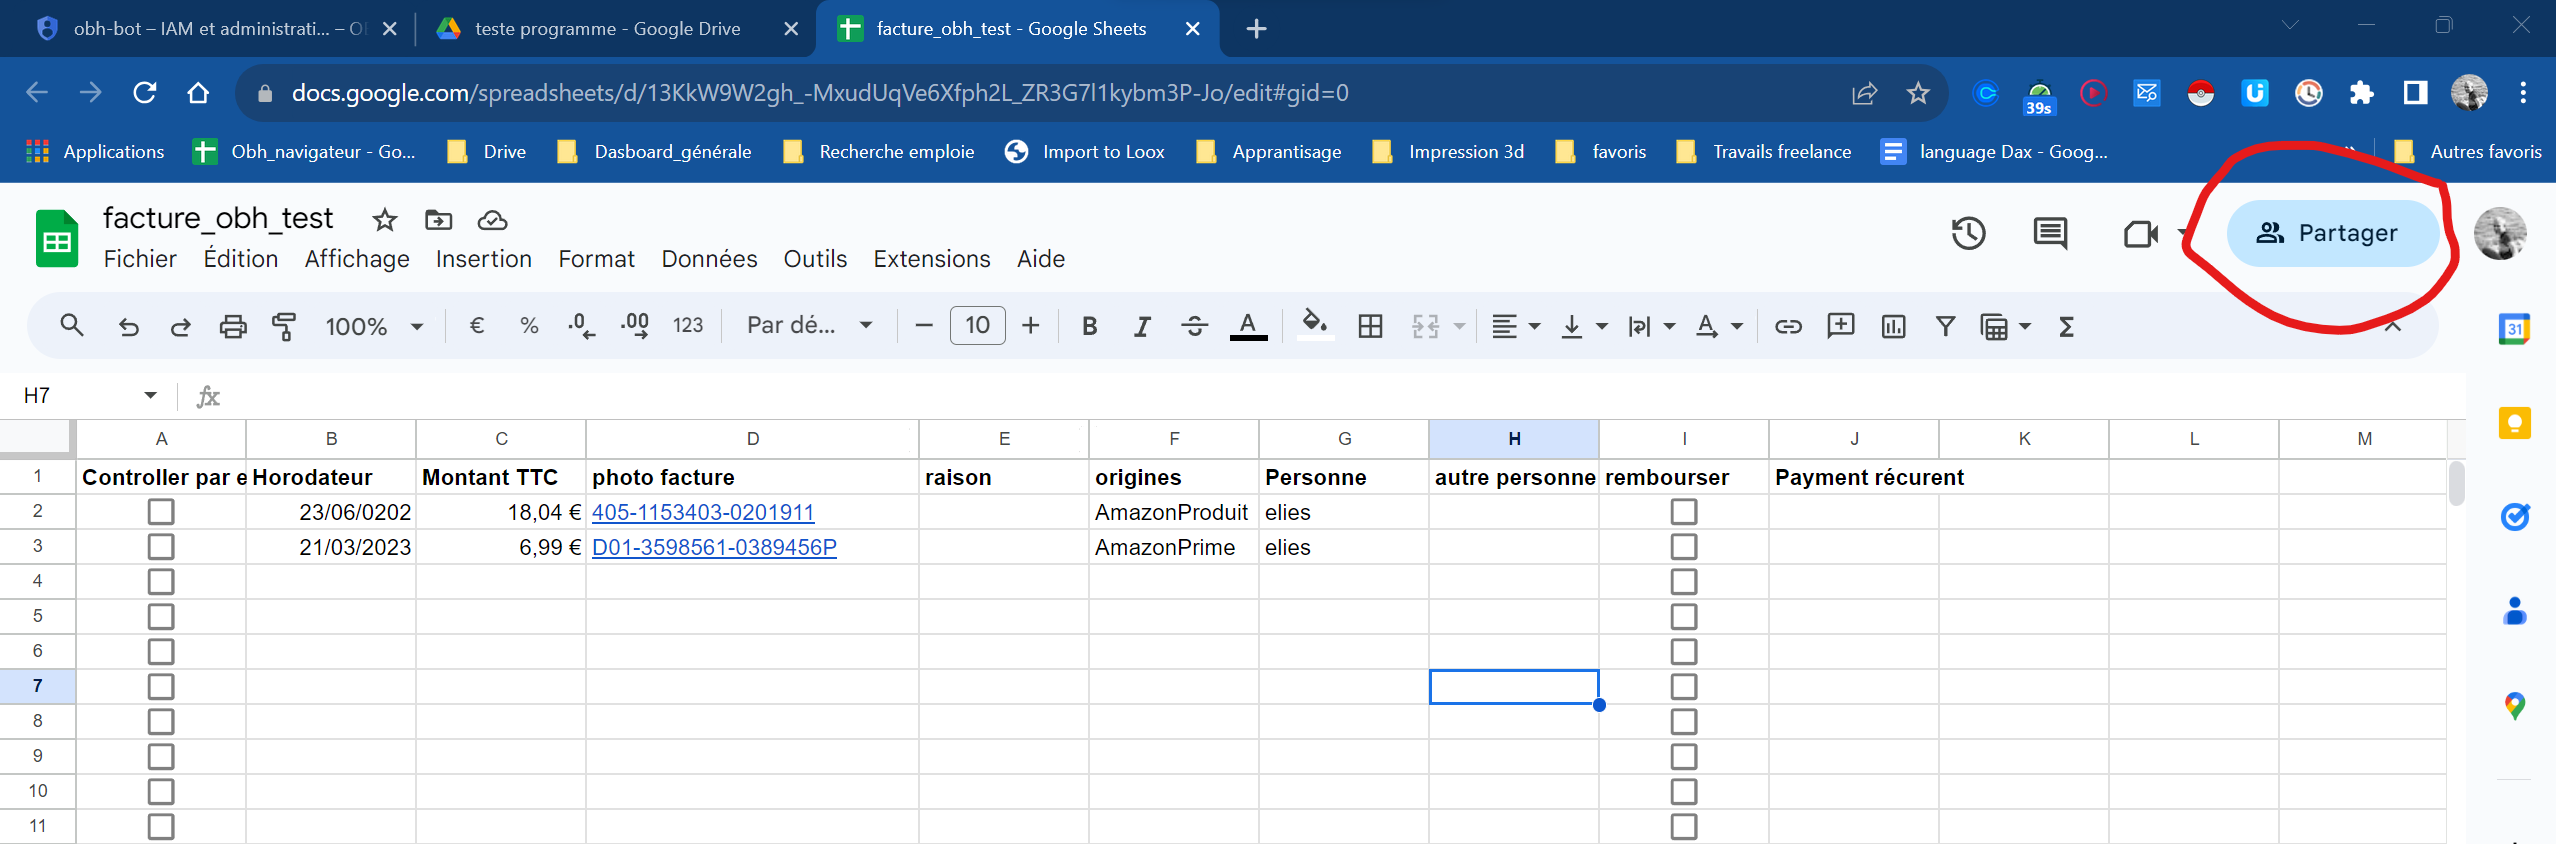 obh-bot – IAM et administrati... – O
teste programme - Google Drive
facture_obh_test - Google Sheets
docs.google.com/spreadsheets/d/13KkW9W2gh_-MxudUqVe6Xfph2L_ZR3G7l1kybm3P-Jo/edit#gid=0
39s
Applications
Obh_navigateur - Go...
Drive
Dasboard_générale
Recherche emploie
Import to Loox
Apprantisage
Impression 3d
favoris
Travails freelance
language Dax - Goog...
Autres favoris
facture_obh_test
Fichier Édition Affichage Insertion Format Données Outils Extensions Aide
Partager
100% € % .0 .00 123 Par dé... 10 B I A Σ
31
H7 fx
A B C D E F G H I J K L M
1 Controller par e Horodateur Montant TTC photo facture raison origines Personne autre personne rembourser Payment récurent
2 23/06/0202 18,04 € 405-1153403-0201911 AmazonProduit elies
3 21/03/2023 6,99 € D01-3598561-0389456P AmazonPrime elies
4
5
6
7
8
9
10
11